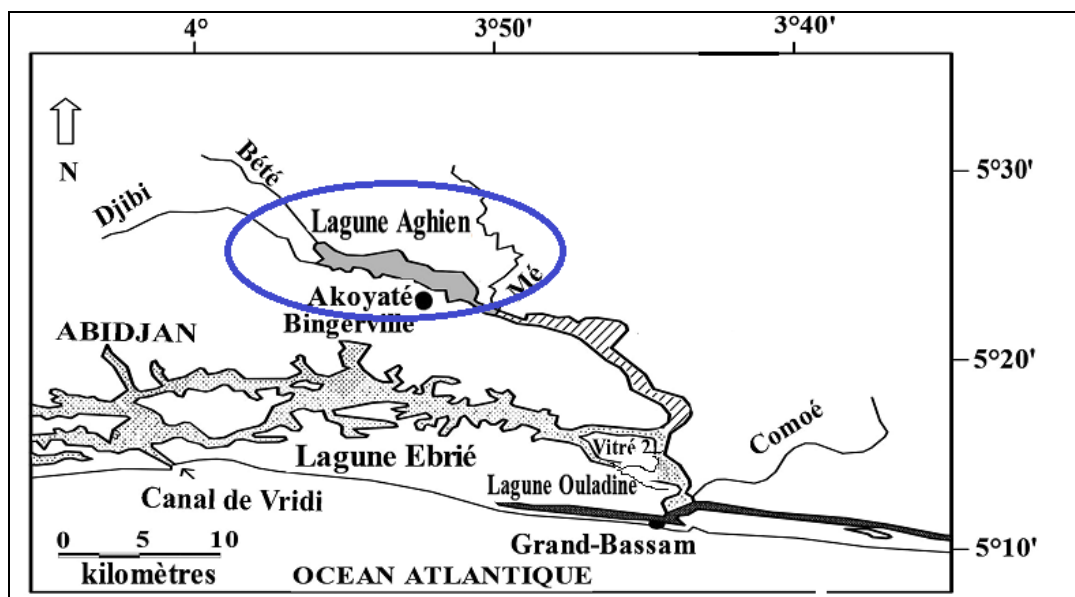 4°
3°50'
3°40'
N
Bété
Djibi
Lagune Aghien
5°30'
Mé
Akoyaté
Bingerville
ABIDJAN
5°20'
Comoé
Vitré 2
Lagune Ebrié
Lagune Ouladine
Canal de Vridi
0 5 10
kilomètres
Grand-Bassam
5°10'
OCEAN ATLANTIQUE